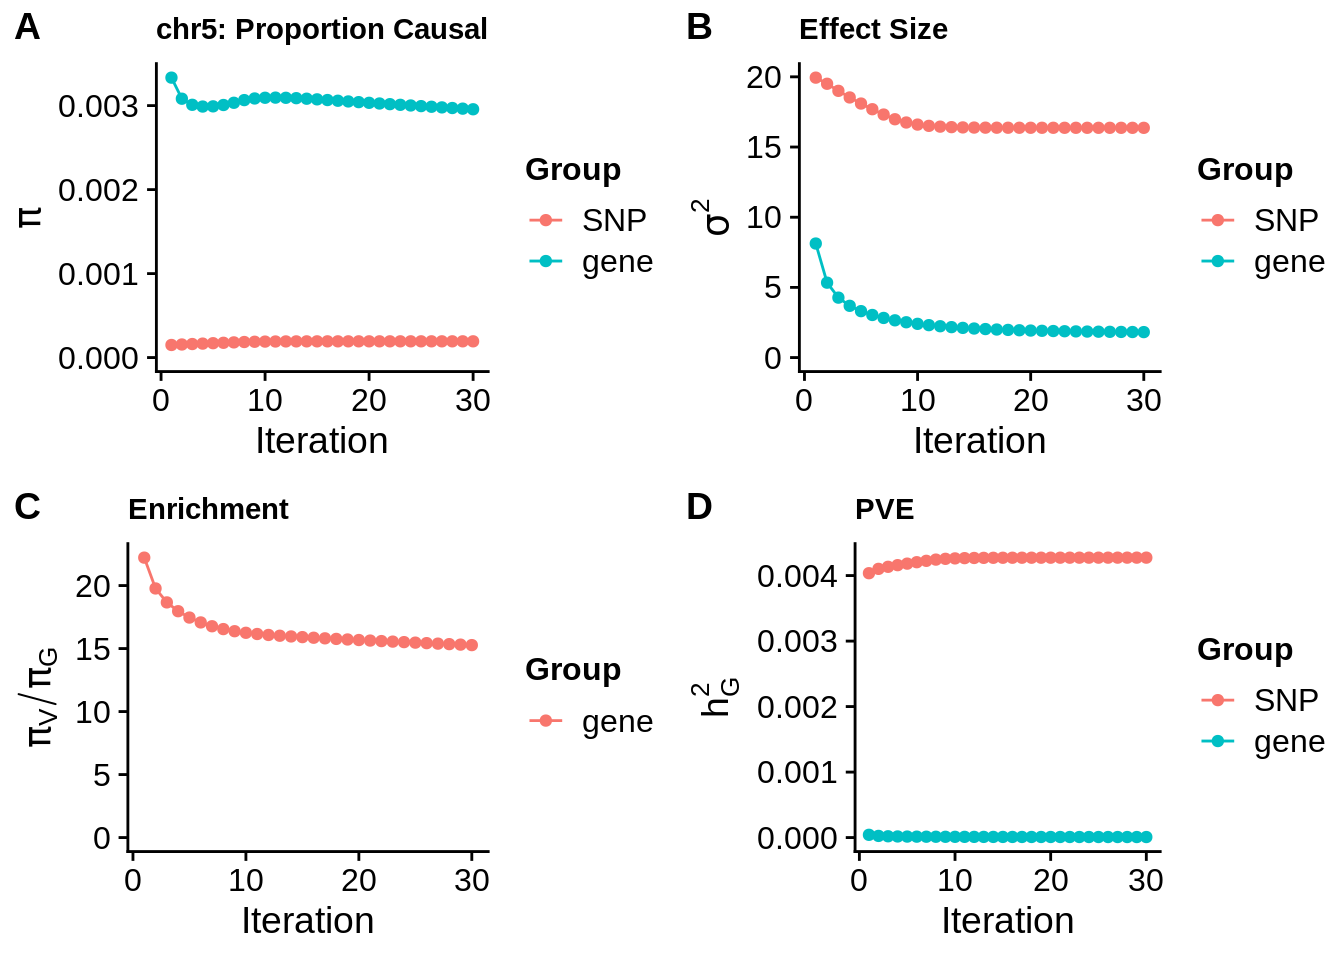 A
chr5: Proportion Causal
π
0.003
0.002
0.001
0.000
0 10 20 30
Iteration
Group
SNP
gene
B
Effect Size
σ²
20
15
10
5
0
0 10 20 30
Iteration
Group
SNP
gene
C
Enrichment
π_V/π_G
20
15
10
5
0
0 10 20 30
Iteration
Group
gene
D
PVE
h²_G
0.004
0.003
0.002
0.001
0.000
0 10 20 30
Iteration
Group
SNP
gene